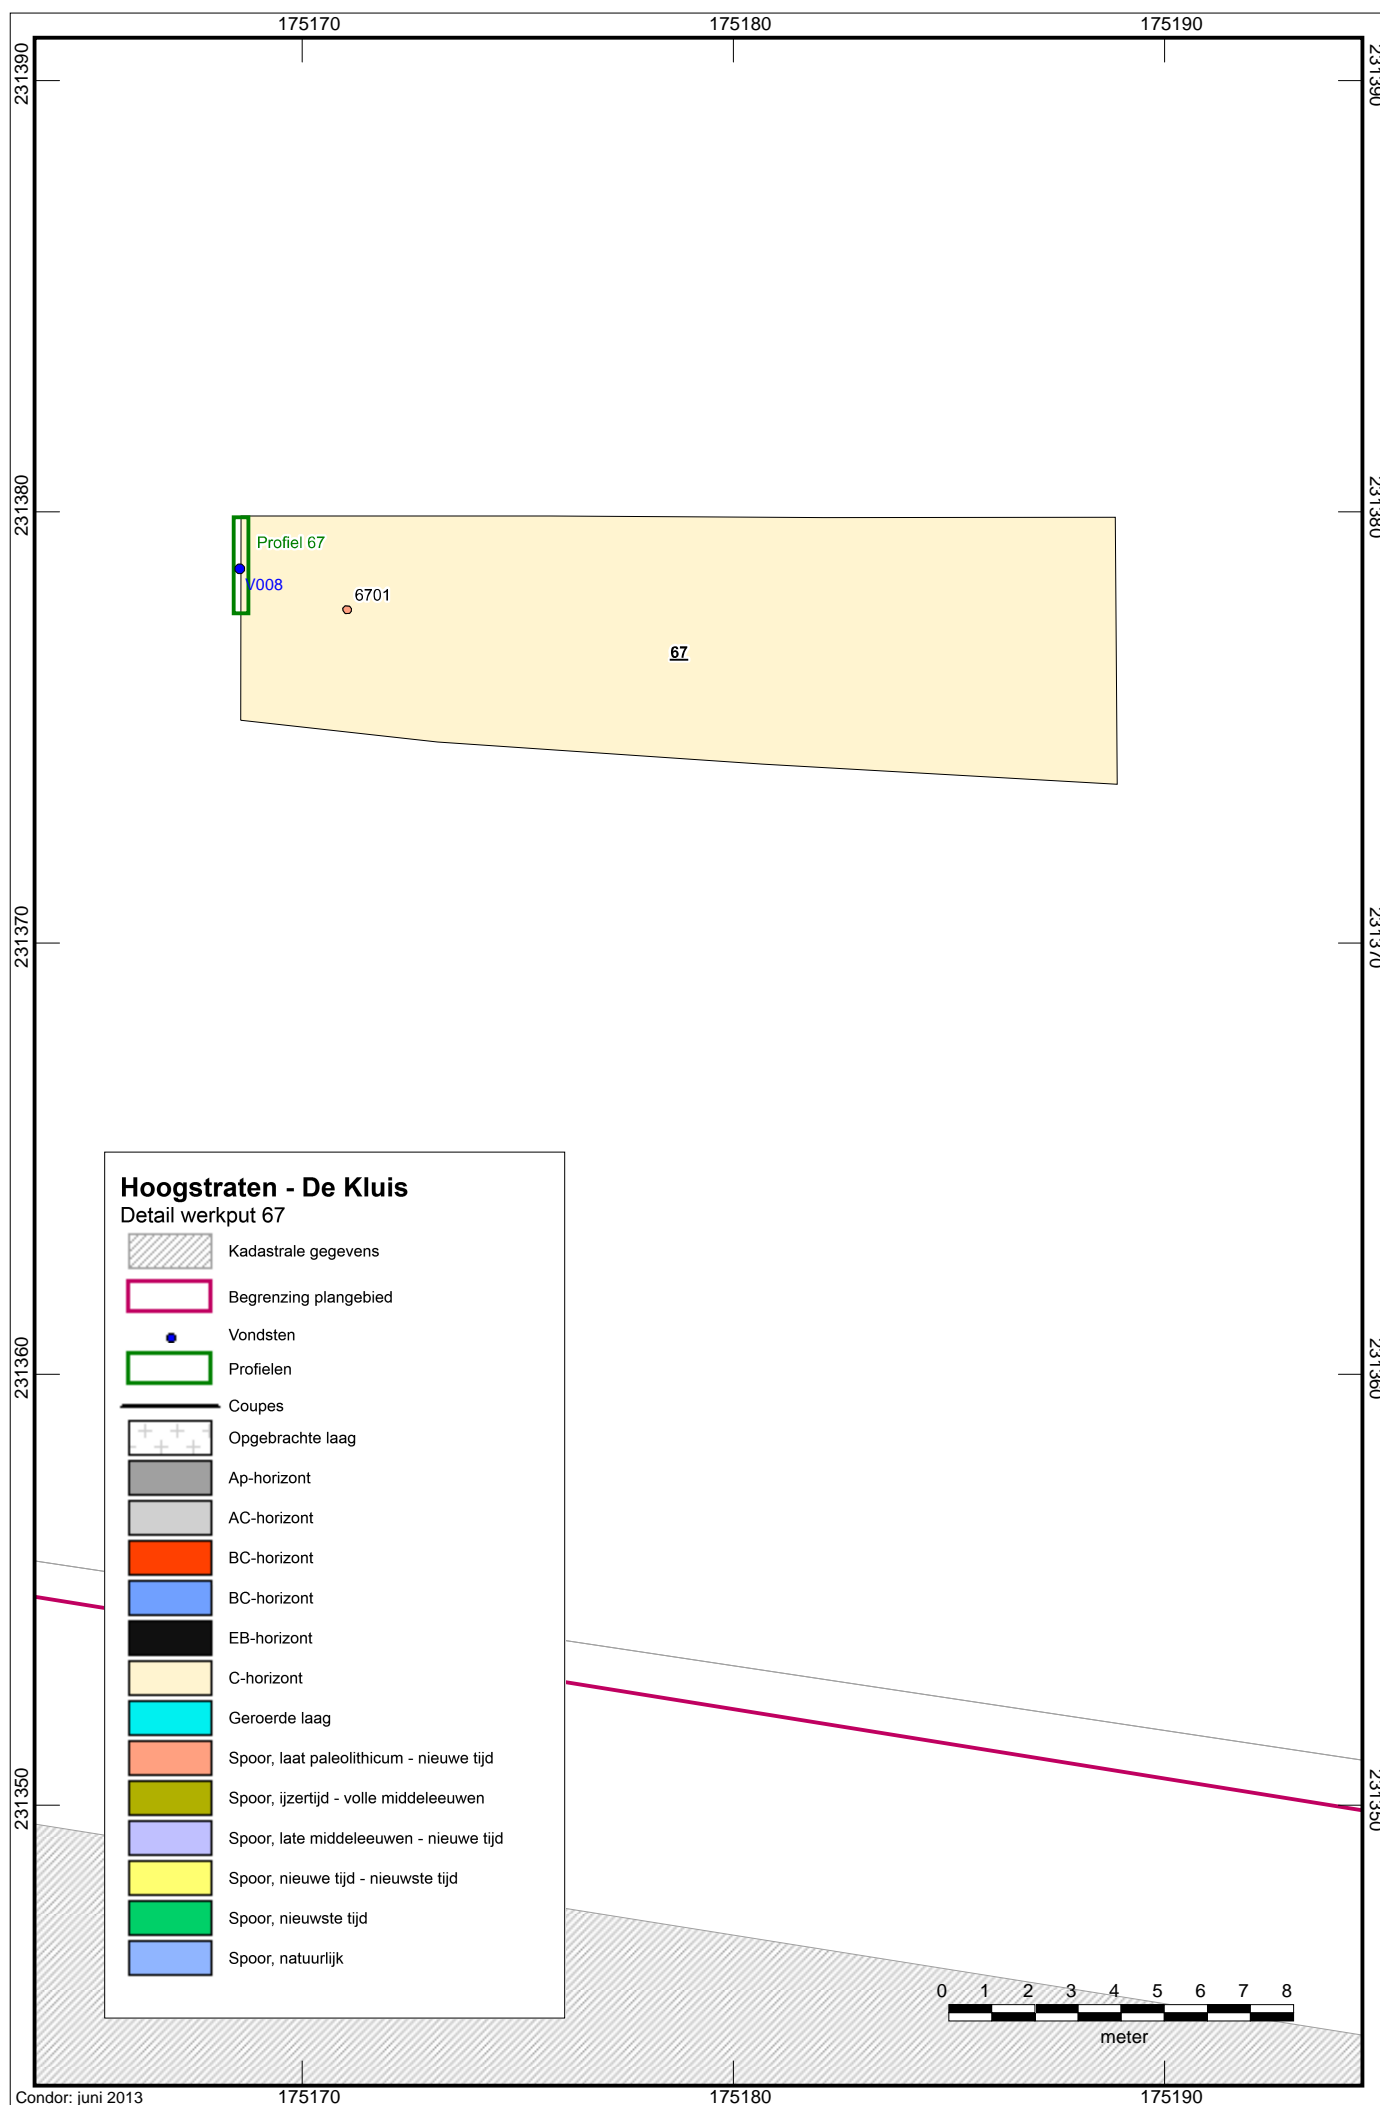 175170 175180 175190
231390 231390
231380 231380
Profiel 67
V008
6701
67
231370 231370
Hoogstraten - De Kluis
Detail werkput 67
Kadastrale gegevens
Begrenzing plangebied
Vondsten
Profielen
231360 231360
Coupes
Opgebrachte laag
Ap-horizont
AC-horizont
BC-horizont
BC-horizont
EB-horizont
C-horizont
Geroerde laag
Spoor, laat paleolithicum - nieuwe tijd
Spoor, ijzertijd - volle middeleeuwen
231350 231350
Spoor, late middeleeuwen - nieuwe tijd
Spoor, nieuwe tijd - nieuwste tijd
Spoor, nieuwste tijd
Spoor, natuurlijk
0 1 2 3 4 5 6 7 8
meter
Condor: juni 2013
175170 175180 175190